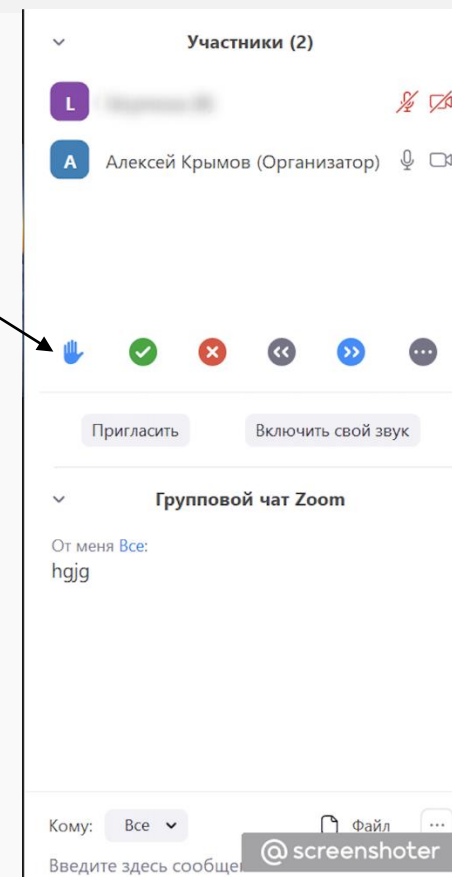 Участники (2)
L
A Алексей Крымов (Организатор)
Пригласить Включить свой звук
Групповой чат Zoom
От меня Все:
hgjg
Кому: Все Файл
Введите здесь
@ screenshoter